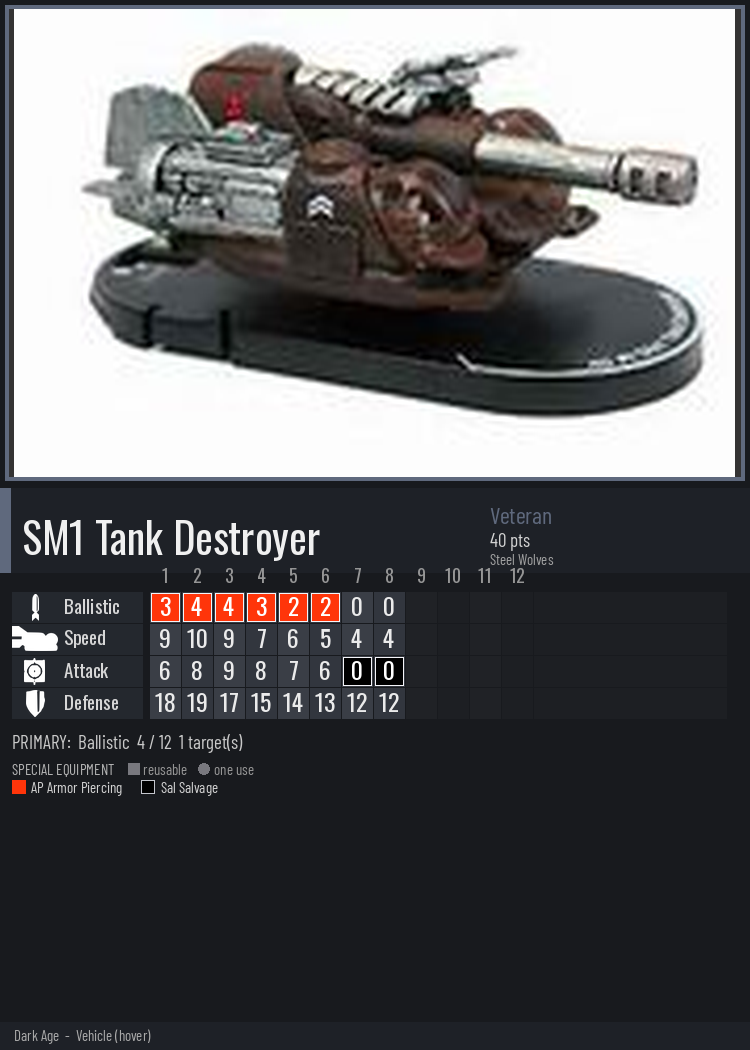 SM1 Tank Destroyer
Veteran
40 pts
Steel Wolves
1 2 3 4 5 6 7 8 9 10 11 12
Ballistic 3 4 4 3 2 2 0 0
Speed 9 10 9 7 6 5 4 4
Attack 6 8 9 8 7 6 0 0
Defense 18 19 17 15 14 13 12 12
PRIMARY: Ballistic 4 / 12 1 target(s)
SPECIAL EQUIPMENT reusable one use
AP Armor Piercing Sal Salvage
Dark Age - Vehicle (hover)